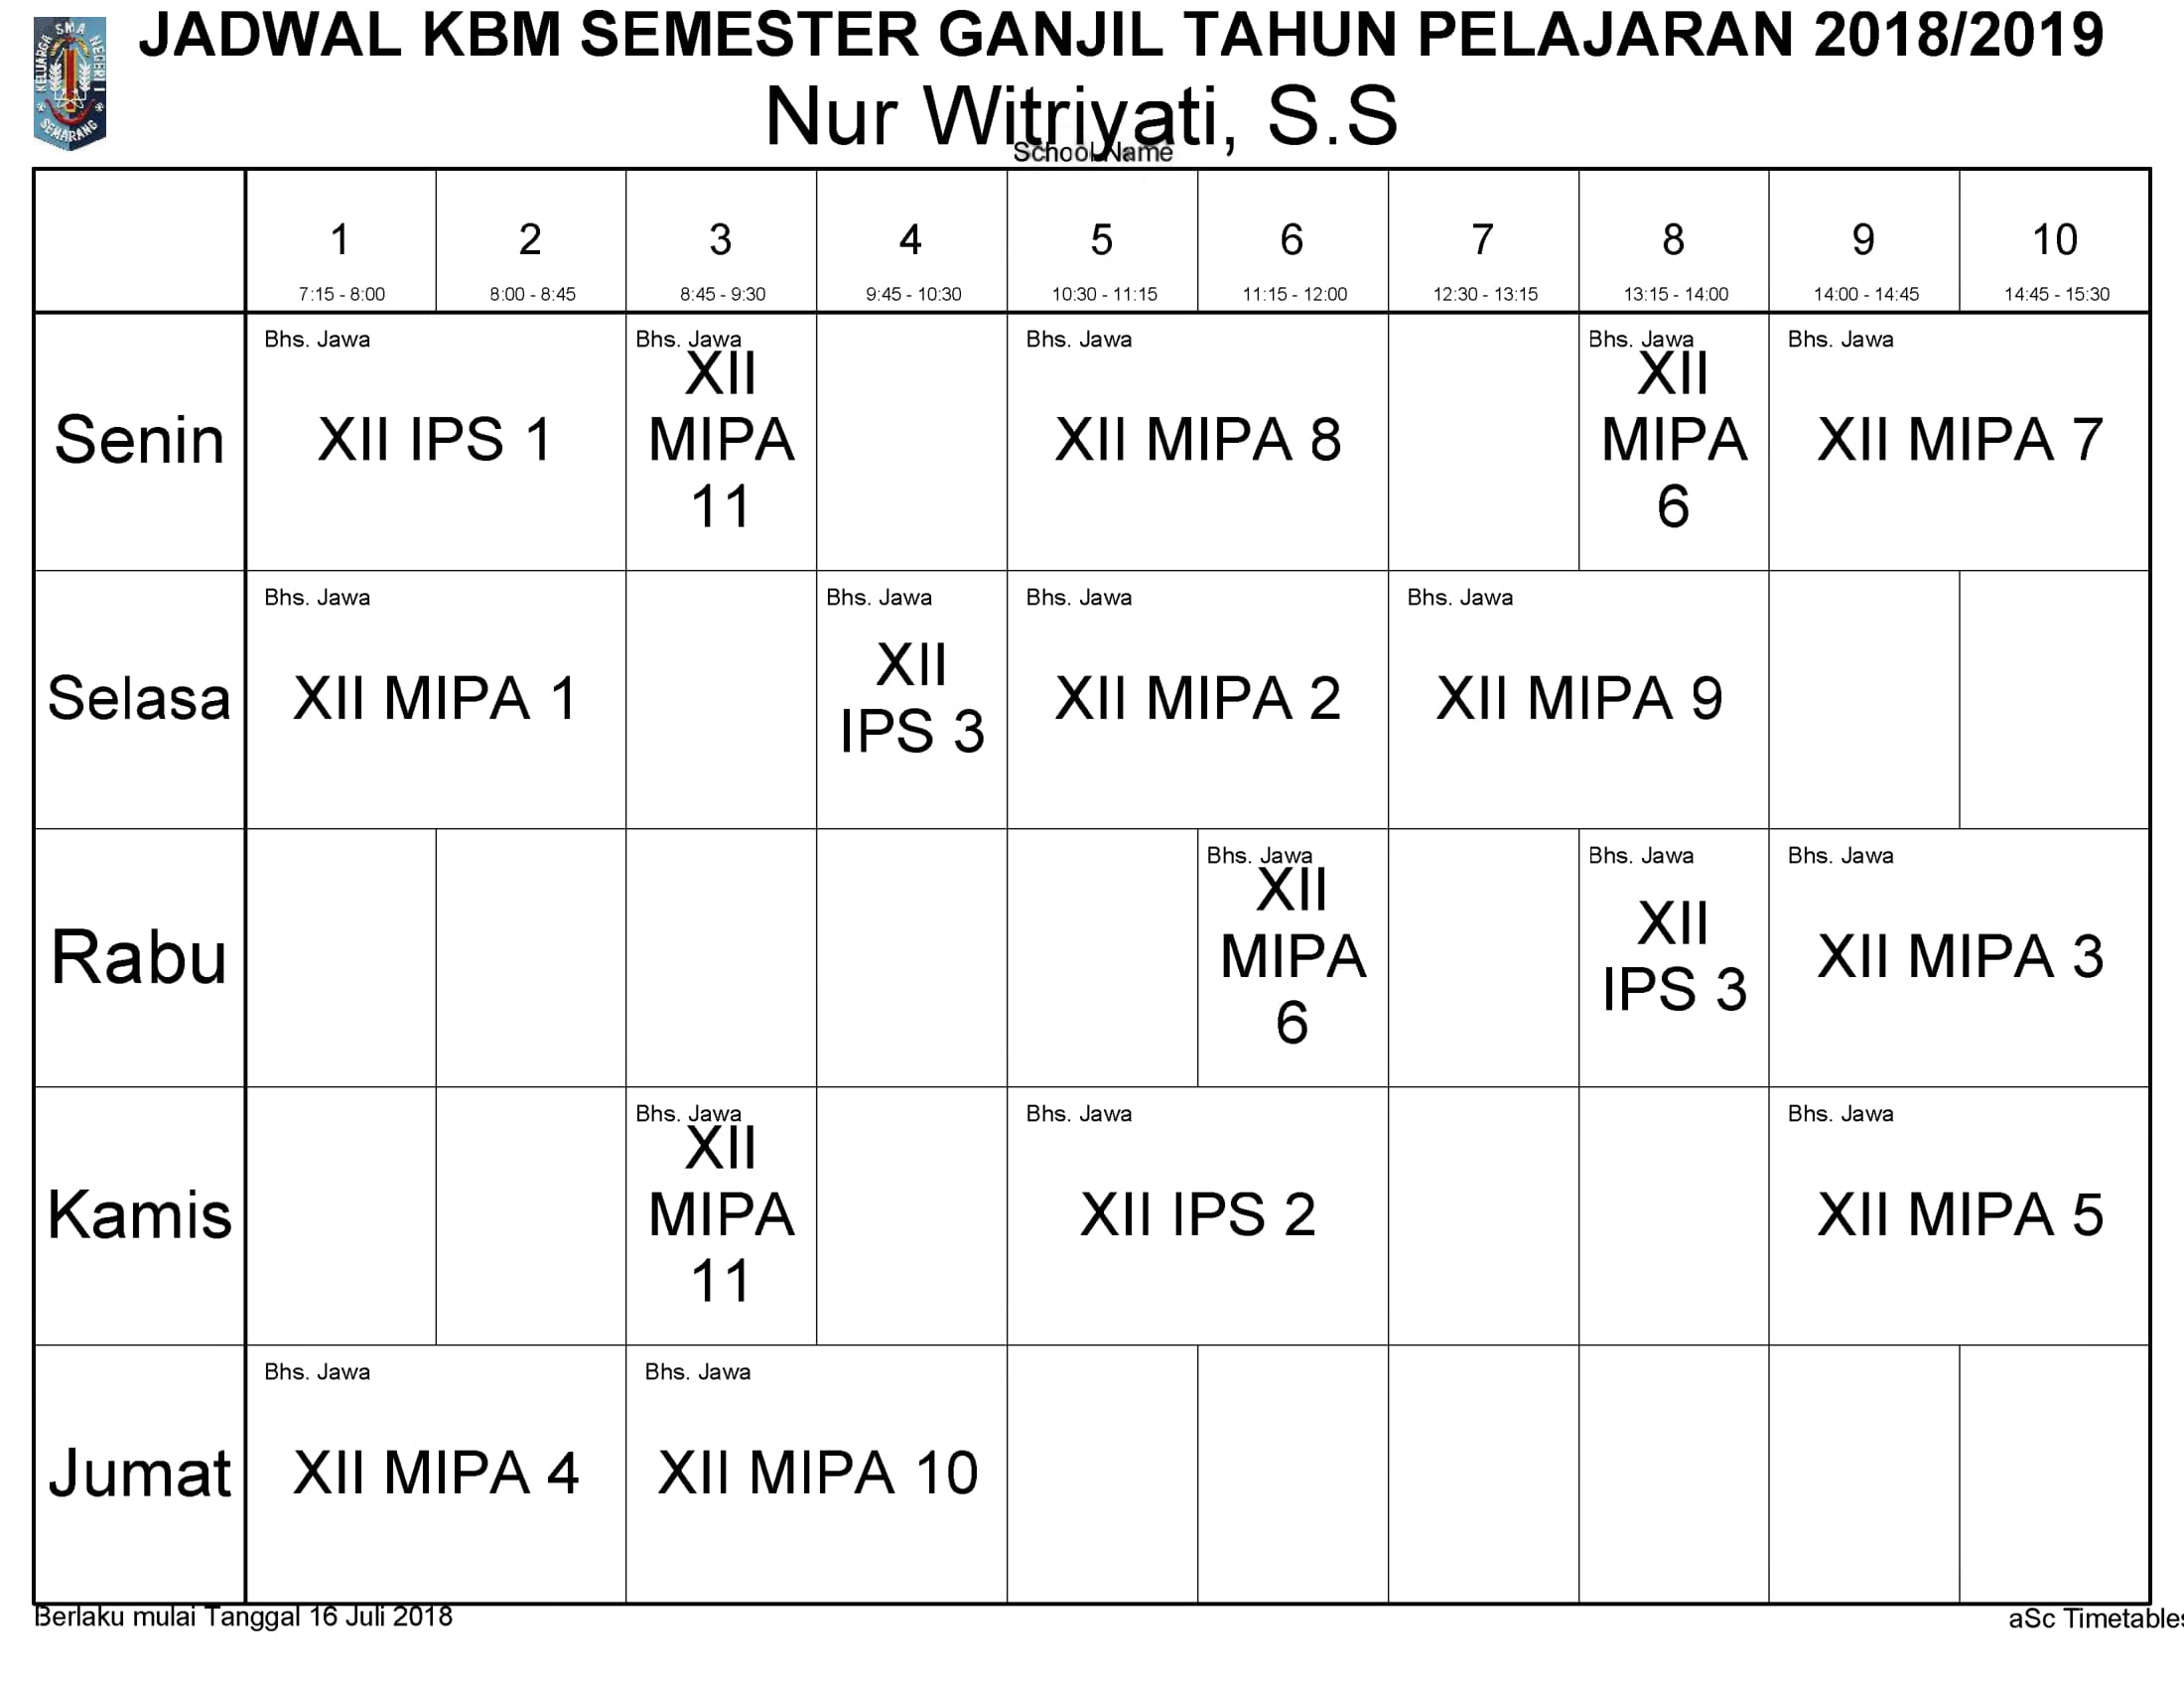 KELUARGA SMA NEGERI 1
SEMARANG
JADWAL KBM SEMESTER GANJIL TAHUN PELAJARAN 2018/2019
Nur Witriyati, S.S
School Name
1 2 3 4 5 6 7 8 9 10
7:15 - 8:00 8:00 - 8:45 8:45 - 9:30 9:45 - 10:30 10:30 - 11:15 11:15 - 12:00 12:30 - 13:15 13:15 - 14:00 14:00 - 14:45 14:45 - 15:30
Senin
Bhs. Jawa
XII IPS 1
Bhs. Jawa
XII
MIPA
11
Bhs. Jawa
XII MIPA 8
Bhs. Jawa
XII
MIPA
6
Bhs. Jawa
XII MIPA 7
Selasa
Bhs. Jawa
XII MIPA 1
Bhs. Jawa
XII
IPS 3
Bhs. Jawa
XII MIPA 2
Bhs. Jawa
XII MIPA 9
Rabu
Bhs. Jawa
XII
MIPA
6
Bhs. Jawa
XII
IPS 3
Bhs. Jawa
XII MIPA 3
Kamis
Bhs. Jawa
XII
MIPA
11
Bhs. Jawa
XII IPS 2
Bhs. Jawa
XII MIPA 5
Jumat
Bhs. Jawa
XII MIPA 4
Bhs. Jawa
XII MIPA 10
Berlaku mulai Tanggal 16 Juli 2018
aSc Timetables